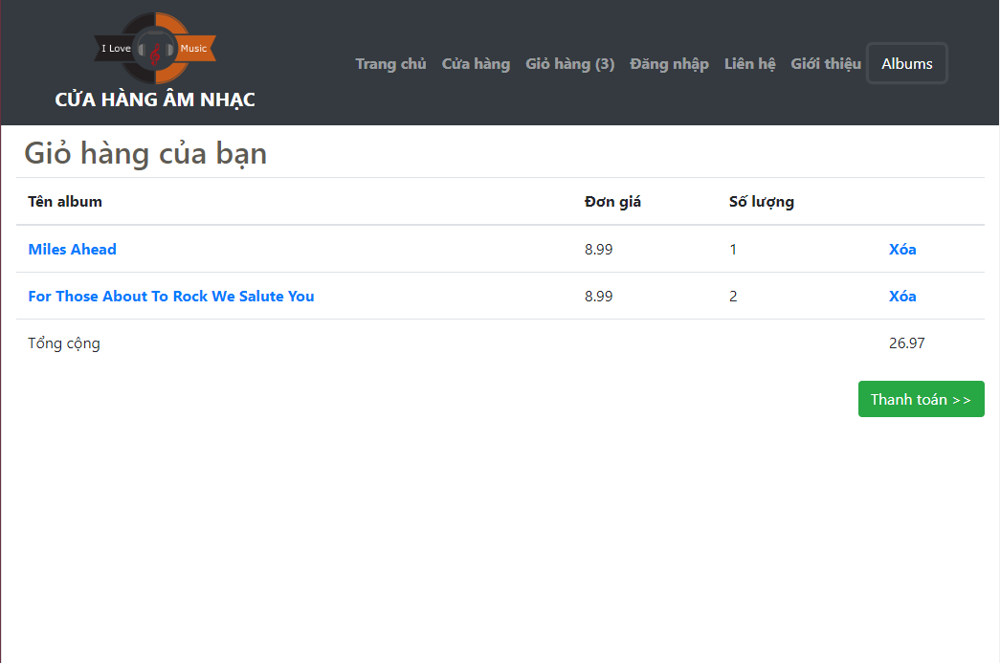 I Love Music
CỬA HÀNG ÂM NHẠC
Trang chủ Cửa hàng Giỏ hàng (3) Đăng nhập Liên hệ Giới thiệu Albums
Giỏ hàng của bạn
Tên album Đơn giá Số lượng
Miles Ahead 8.99 1 Xóa
For Those About To Rock We Salute You 8.99 2 Xóa
Tổng cộng 26.97
Thanh toán >>